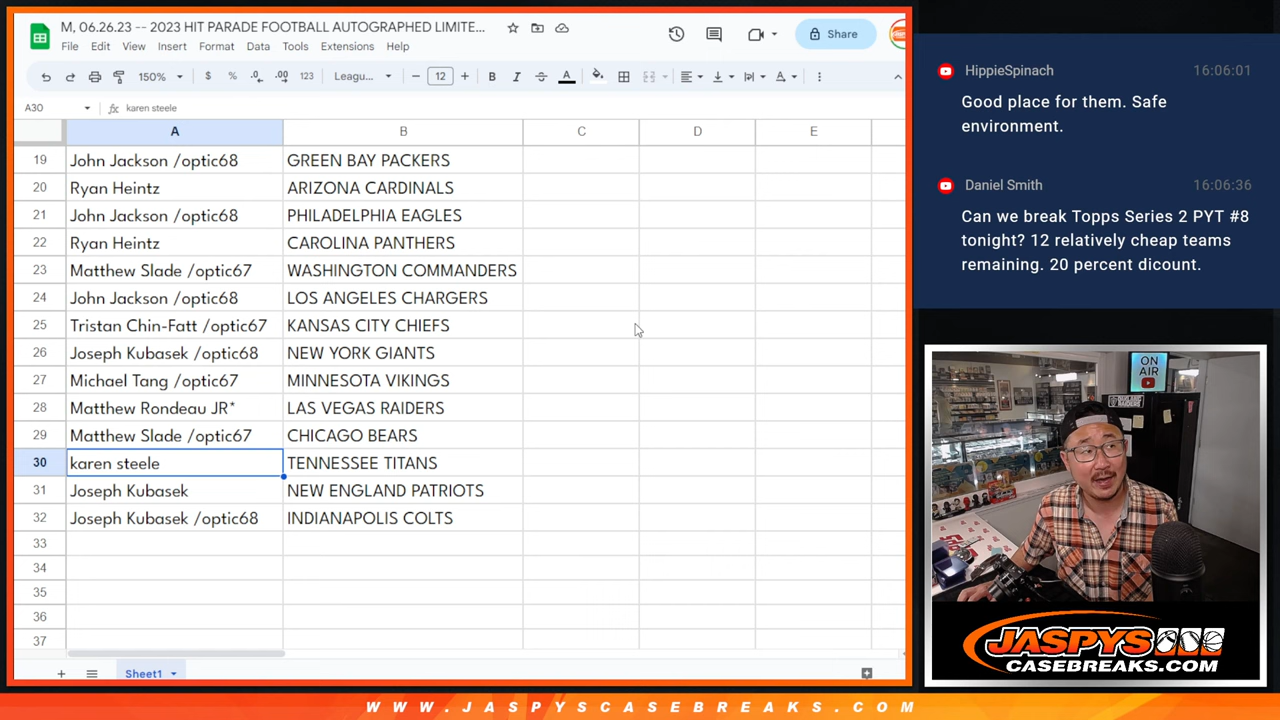 M, 06.26.23 -- 2023 HIT PARADE FOOTBALL AUTOGRAPHED LIMITE...
File Edit View Insert Format Data Tools Extensions Help
Share
150% $ % .0 .00 123 Leagu... 12 B I A
A30 fx karen steele
A B C D E
19 John Jackson /optic68 GREEN BAY PACKERS
20 Ryan Heintz ARIZONA CARDINALS
21 John Jackson /optic68 PHILADELPHIA EAGLES
22 Ryan Heintz CAROLINA PANTHERS
23 Matthew Slade /optic67 WASHINGTON COMMANDERS
24 John Jackson /optic68 LOS ANGELES CHARGERS
25 Tristan Chin-Fatt /optic67 KANSAS CITY CHIEFS
26 Joseph Kubasek /optic68 NEW YORK GIANTS
27 Michael Tang /optic67 MINNESOTA VIKINGS
28 Matthew Rondeau JR* LAS VEGAS RAIDERS
29 Matthew Slade /optic67 CHICAGO BEARS
30 karen steele TENNESSEE TITANS
31 Joseph Kubasek NEW ENGLAND PATRIOTS
32 Joseph Kubasek /optic68 INDIANAPOLIS COLTS
33
34
35
36
37
Sheet1
HippieSpinach 16:06:01
Good place for them. Safe
environment.
Daniel Smith 16:06:36
Can we break Topps Series 2 PYT #8
tonight? 12 relatively cheap teams
remaining. 20 percent dicount.
ON
AIR
JASPYS
CASEBREAKS.COM
WWW.JASPYSCASEBREAKS.COM